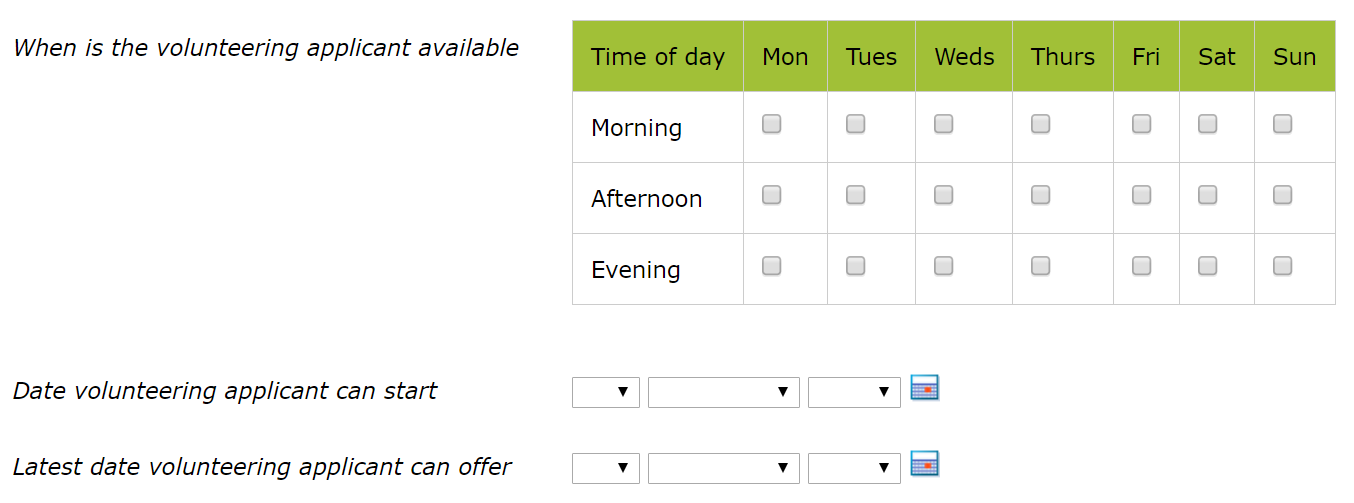 When is the volunteering applicant available
Time of day Mon Tues Weds Thurs Fri Sat Sun
Morning
Afternoon
Evening
Date volunteering applicant can start
Latest date volunteering applicant can offer